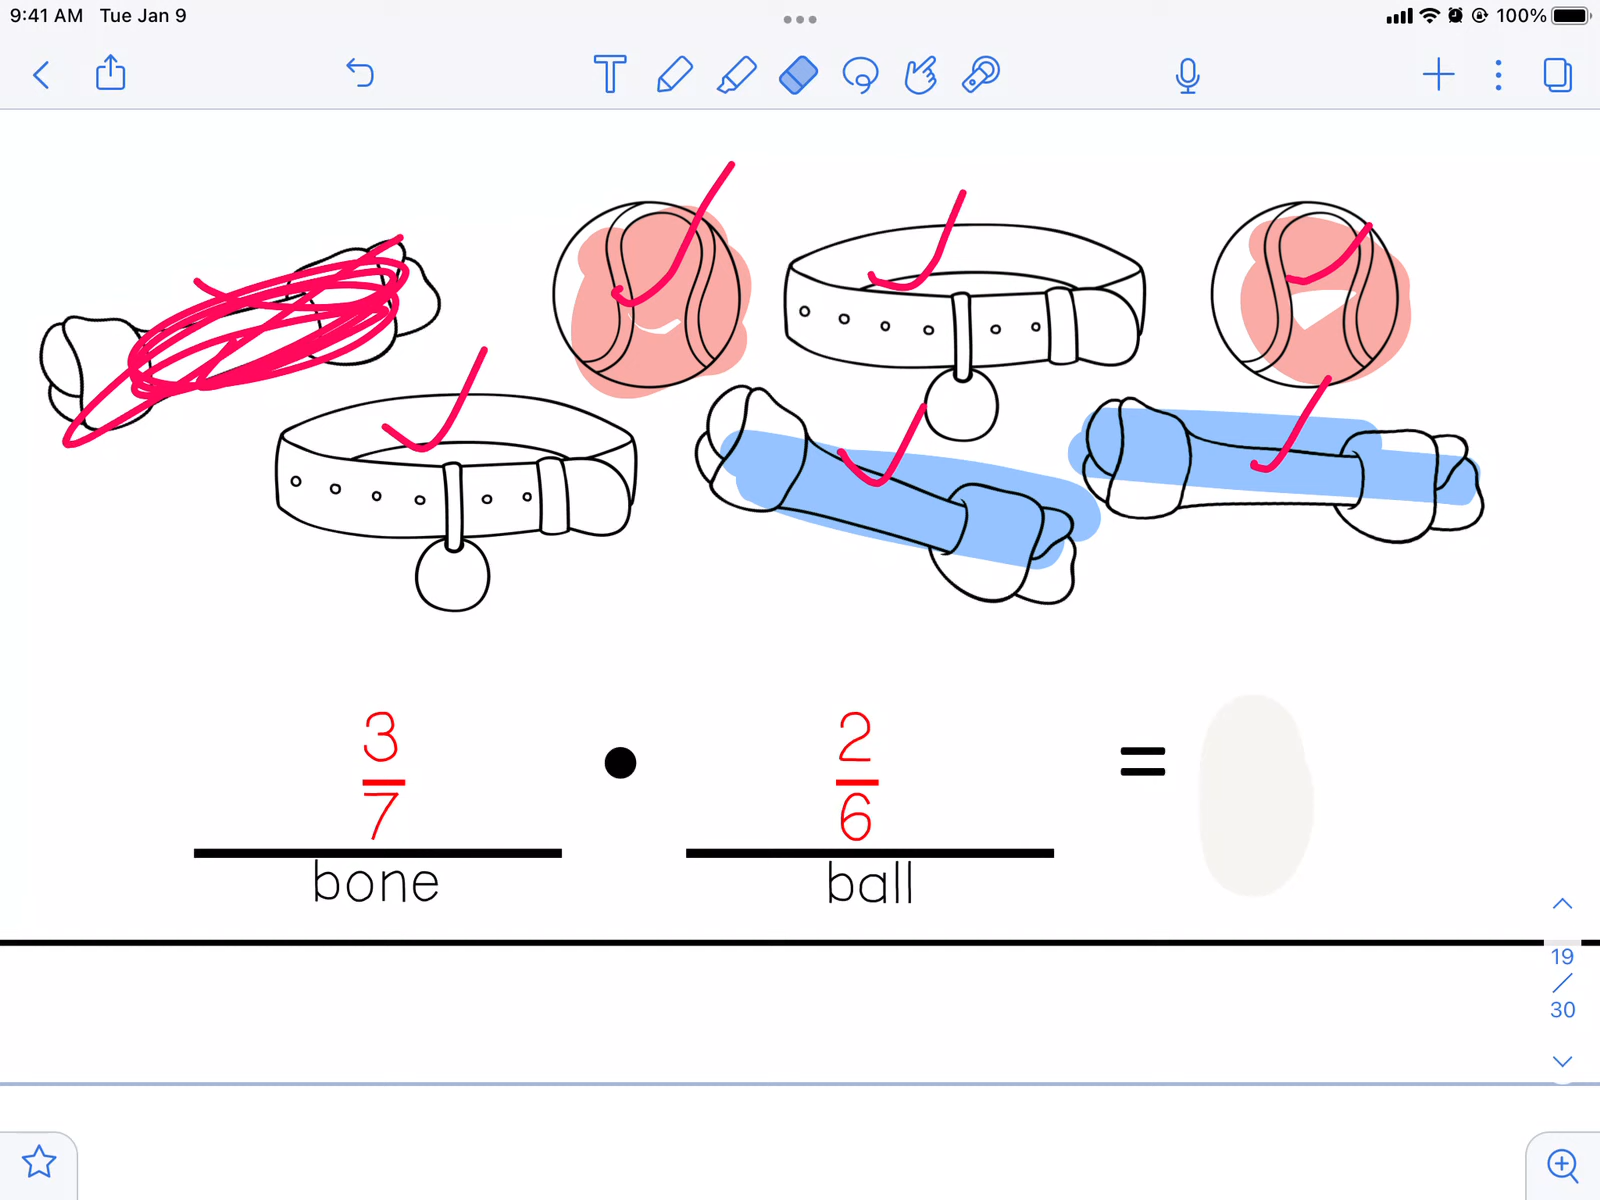 9:41 AM Tue Jan 9
100%
T
3/7 • 2/6 =
bone ball
19
/
30